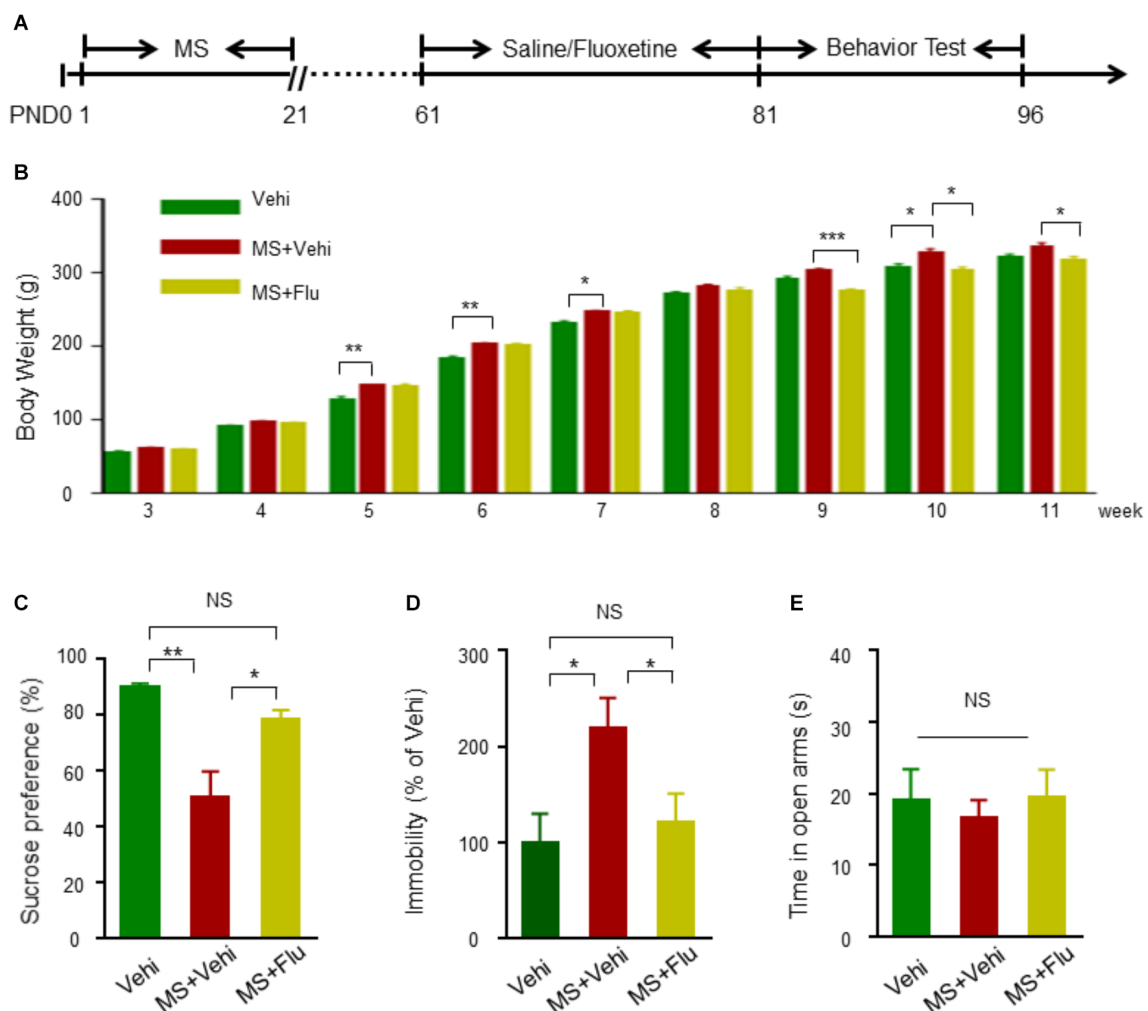 A
MS
Saline/Fluoxetine
Behavior Test
PND0 1 21 61 81 96
B
Body Weight (g)
400
300
200
100
0
Vehi
MS+Vehi
MS+Flu
** ** * *** * * *
3 4 5 6 7 8 9 10 11 week
C
NS
** *
Sucrose preference (%)
100
80
60
40
20
0
Vehi
MS+Vehi
MS+Flu
D
NS
* *
Immobility (% of Vehi)
300
200
100
0
Vehi
MS+Vehi
MS+Flu
E
NS
Time in open arms (s)
40
30
20
10
0
Vehi
MS+Vehi
MS+Flu